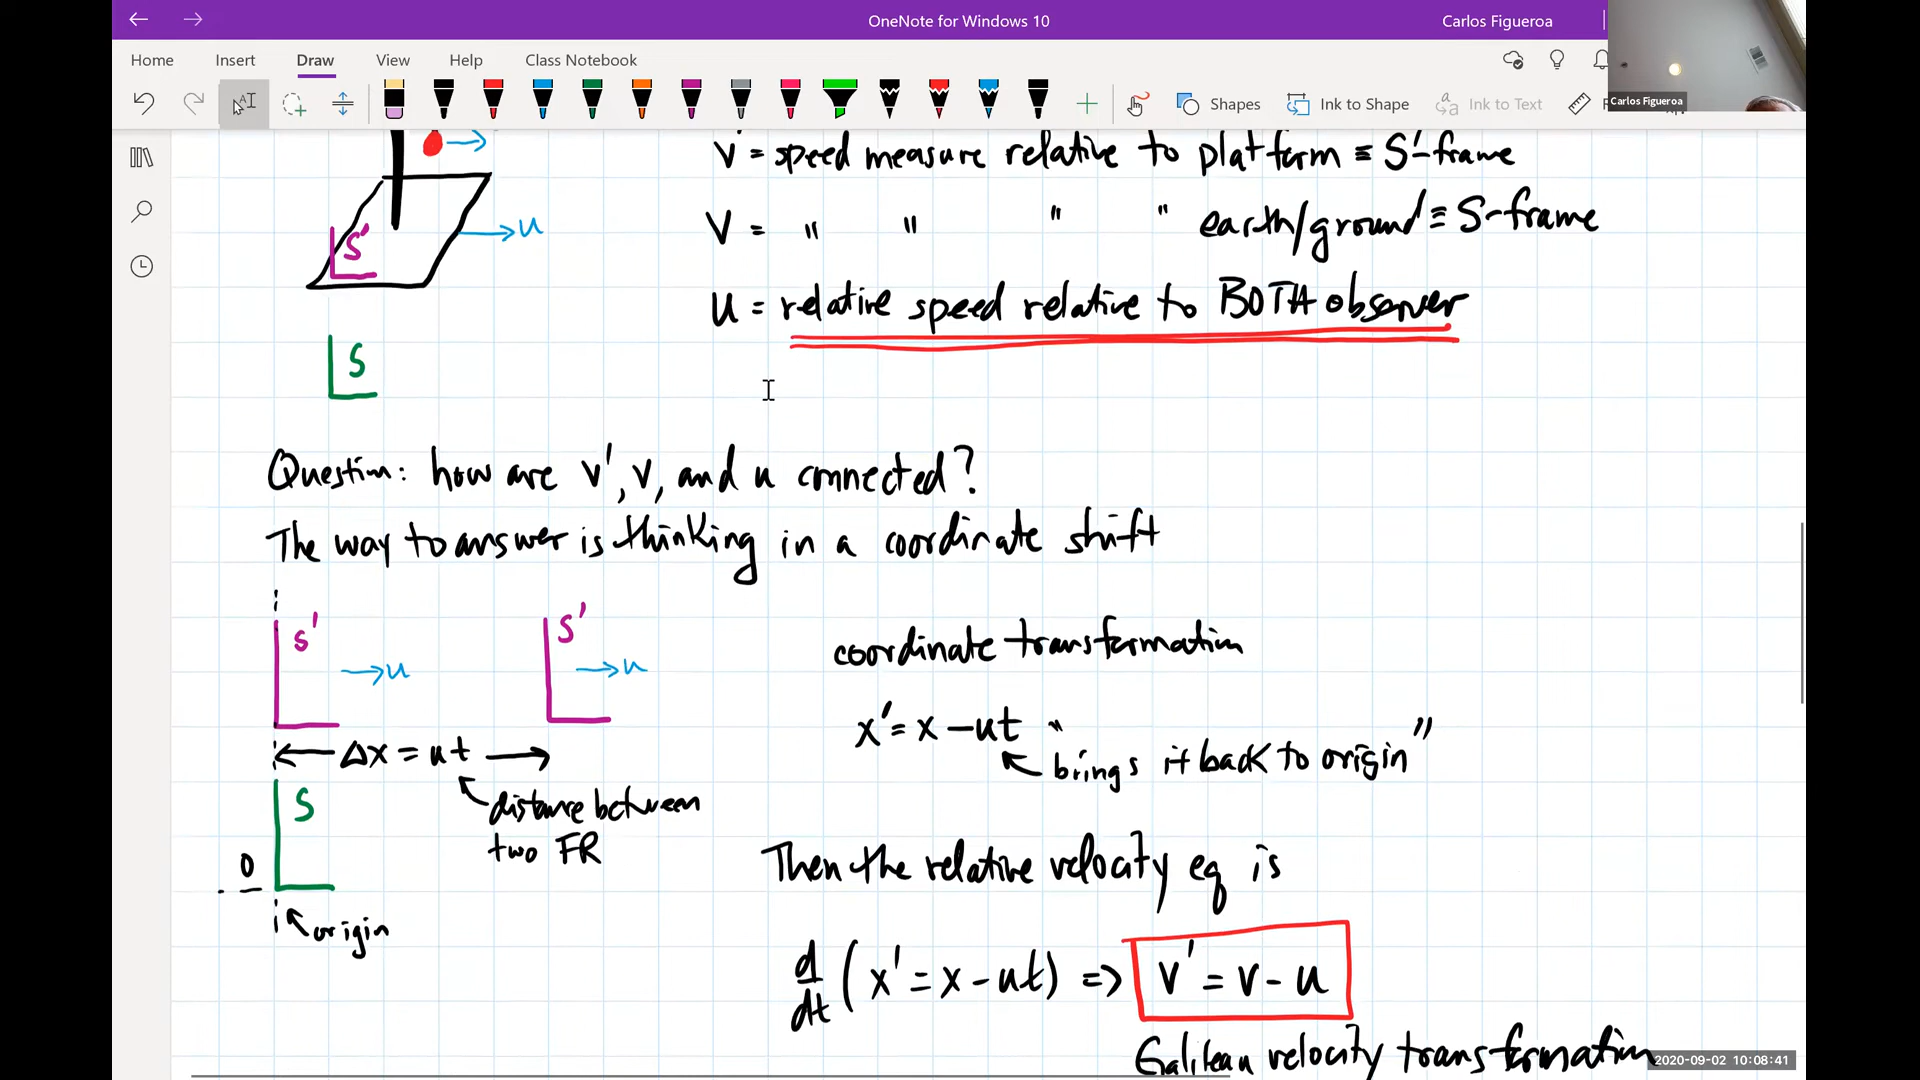 OneNote for Windows 10
Carlos Figueroa
Home Insert Draw View Help Class Notebook
Shapes Ink to Shape Ink to Text
Carlos Figueroa
v' = speed measure relative to platform ≡ S'-frame
u
S'
V = " " " " earth/ground ≡ S-frame
u = relative speed relative to BOTH observer
S
Question: how are v', v, and u connected?
The way to answer is thinking in a coordinate shift
S' → u
S' → u
coordinate transformation
x' = x - ut
"brings it back to origin"
Δx = ut
distance between
two FR
S
0
origin
Then the relative velocity eq is
d/dt (x' = x - ut) => v' = v - u
Galilean velocity transformation
2020-09-02 10:08:41